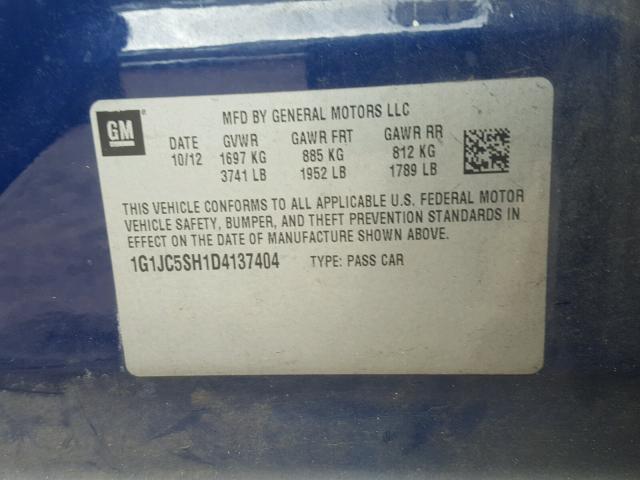 GM
MFD BY GENERAL MOTORS LLC
DATE GVWR GAWR FRT GAWR RR
10/12 1697 KG 885 KG 812 KG
3741 LB 1952 LB 1789 LB
THIS VEHICLE CONFORMS TO ALL APPLICABLE U.S. FEDERAL MOTOR
VEHICLE SAFETY, BUMPER, AND THEFT PREVENTION STANDARDS IN
EFFECT ON THE DATE OF MANUFACTURE SHOWN ABOVE.
1G1JC5SH1D4137404 TYPE: PASS CAR